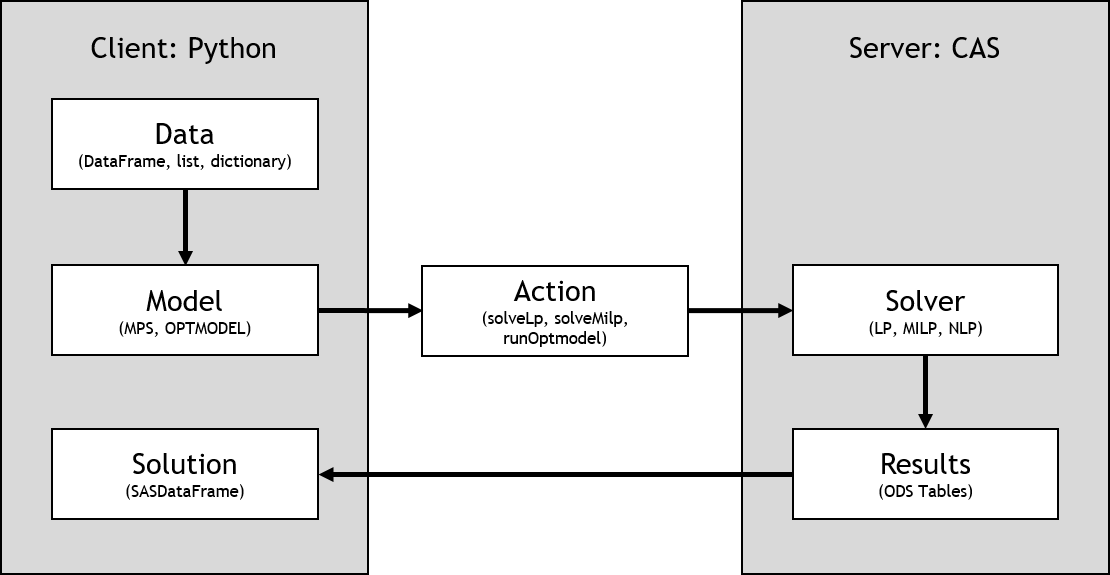 Client: Python
Server: CAS
Data
(DataFrame, list, dictionary)
Model
(MPS, OPTMODEL)
Action
(solveLp, solveMilp,
runOptmodel)
Solver
(LP, MILP, NLP)
Solution
(SASDataFrame)
Results
(ODS Tables)